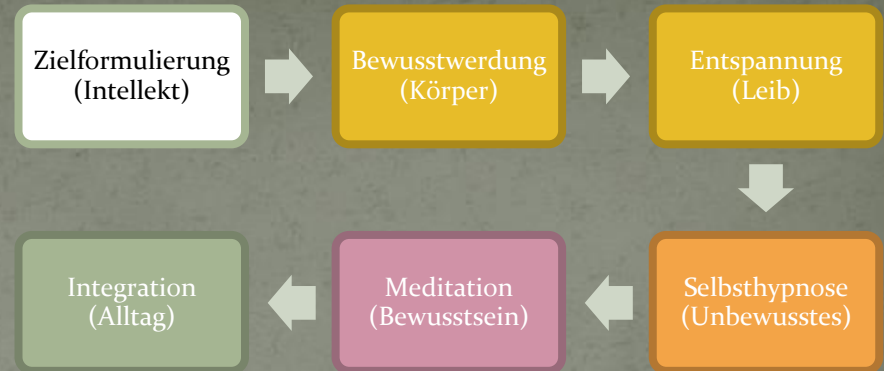 Zielformulierung
(Intellekt)
Bewusstwerdung
(Körper)
Entspannung
(Leib)
Selbsthypnose
(Unbewusstes)
Meditation
(Bewusstsein)
Integration
(Alltag)